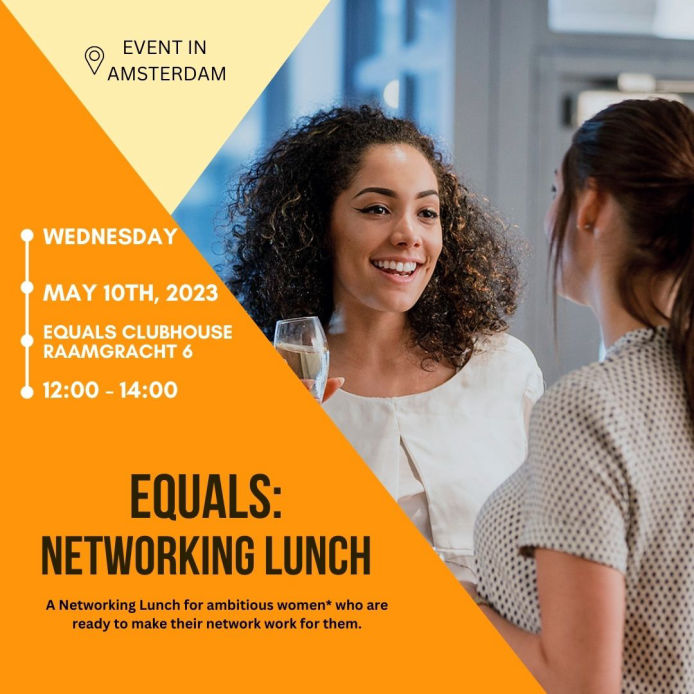 EVENT IN
AMSTERDAM
WEDNESDAY
MAY 10TH, 2023
EQUALS CLUBHOUSE
RAAMGRACHT 6
12:00 - 14:00
EQUALS:
NETWORKING LUNCH
A Networking Lunch for ambitious women* who are
ready to make their network work for them.